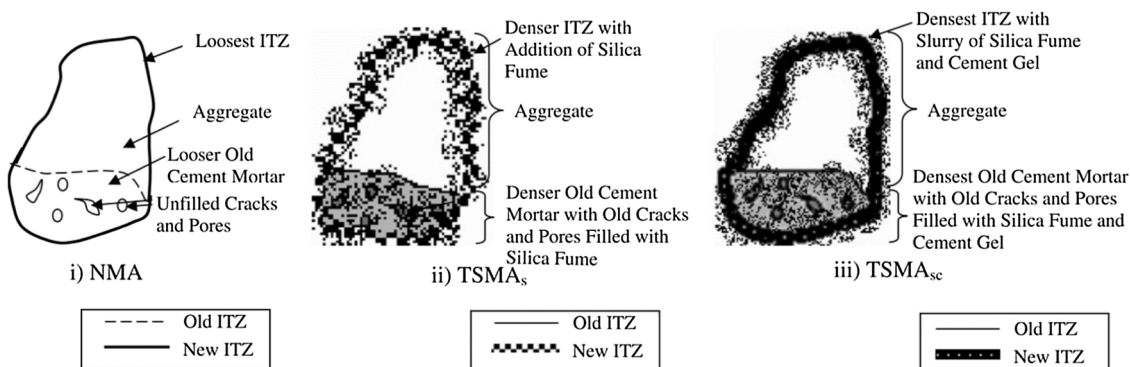 Loosest ITZ
Aggregate
Looser Old
Cement Mortar
Unfilled Cracks
and Pores
i) NMA
Old ITZ
New ITZ
Denser ITZ with
Addition of Silica
Fume
Aggregate
Denser Old Cement
Mortar with Old Cracks
and Pores Filled with
Silica Fume
ii) TSMAₛ
Old ITZ
New ITZ
Densest ITZ with
Slurry of Silica Fume
and Cement Gel
Aggregate
Densest Old Cement Mortar
with Old Cracks and Pores
Filled with Silica Fume and
Cement Gel
iii) TSMAsc
Old ITZ
New ITZ